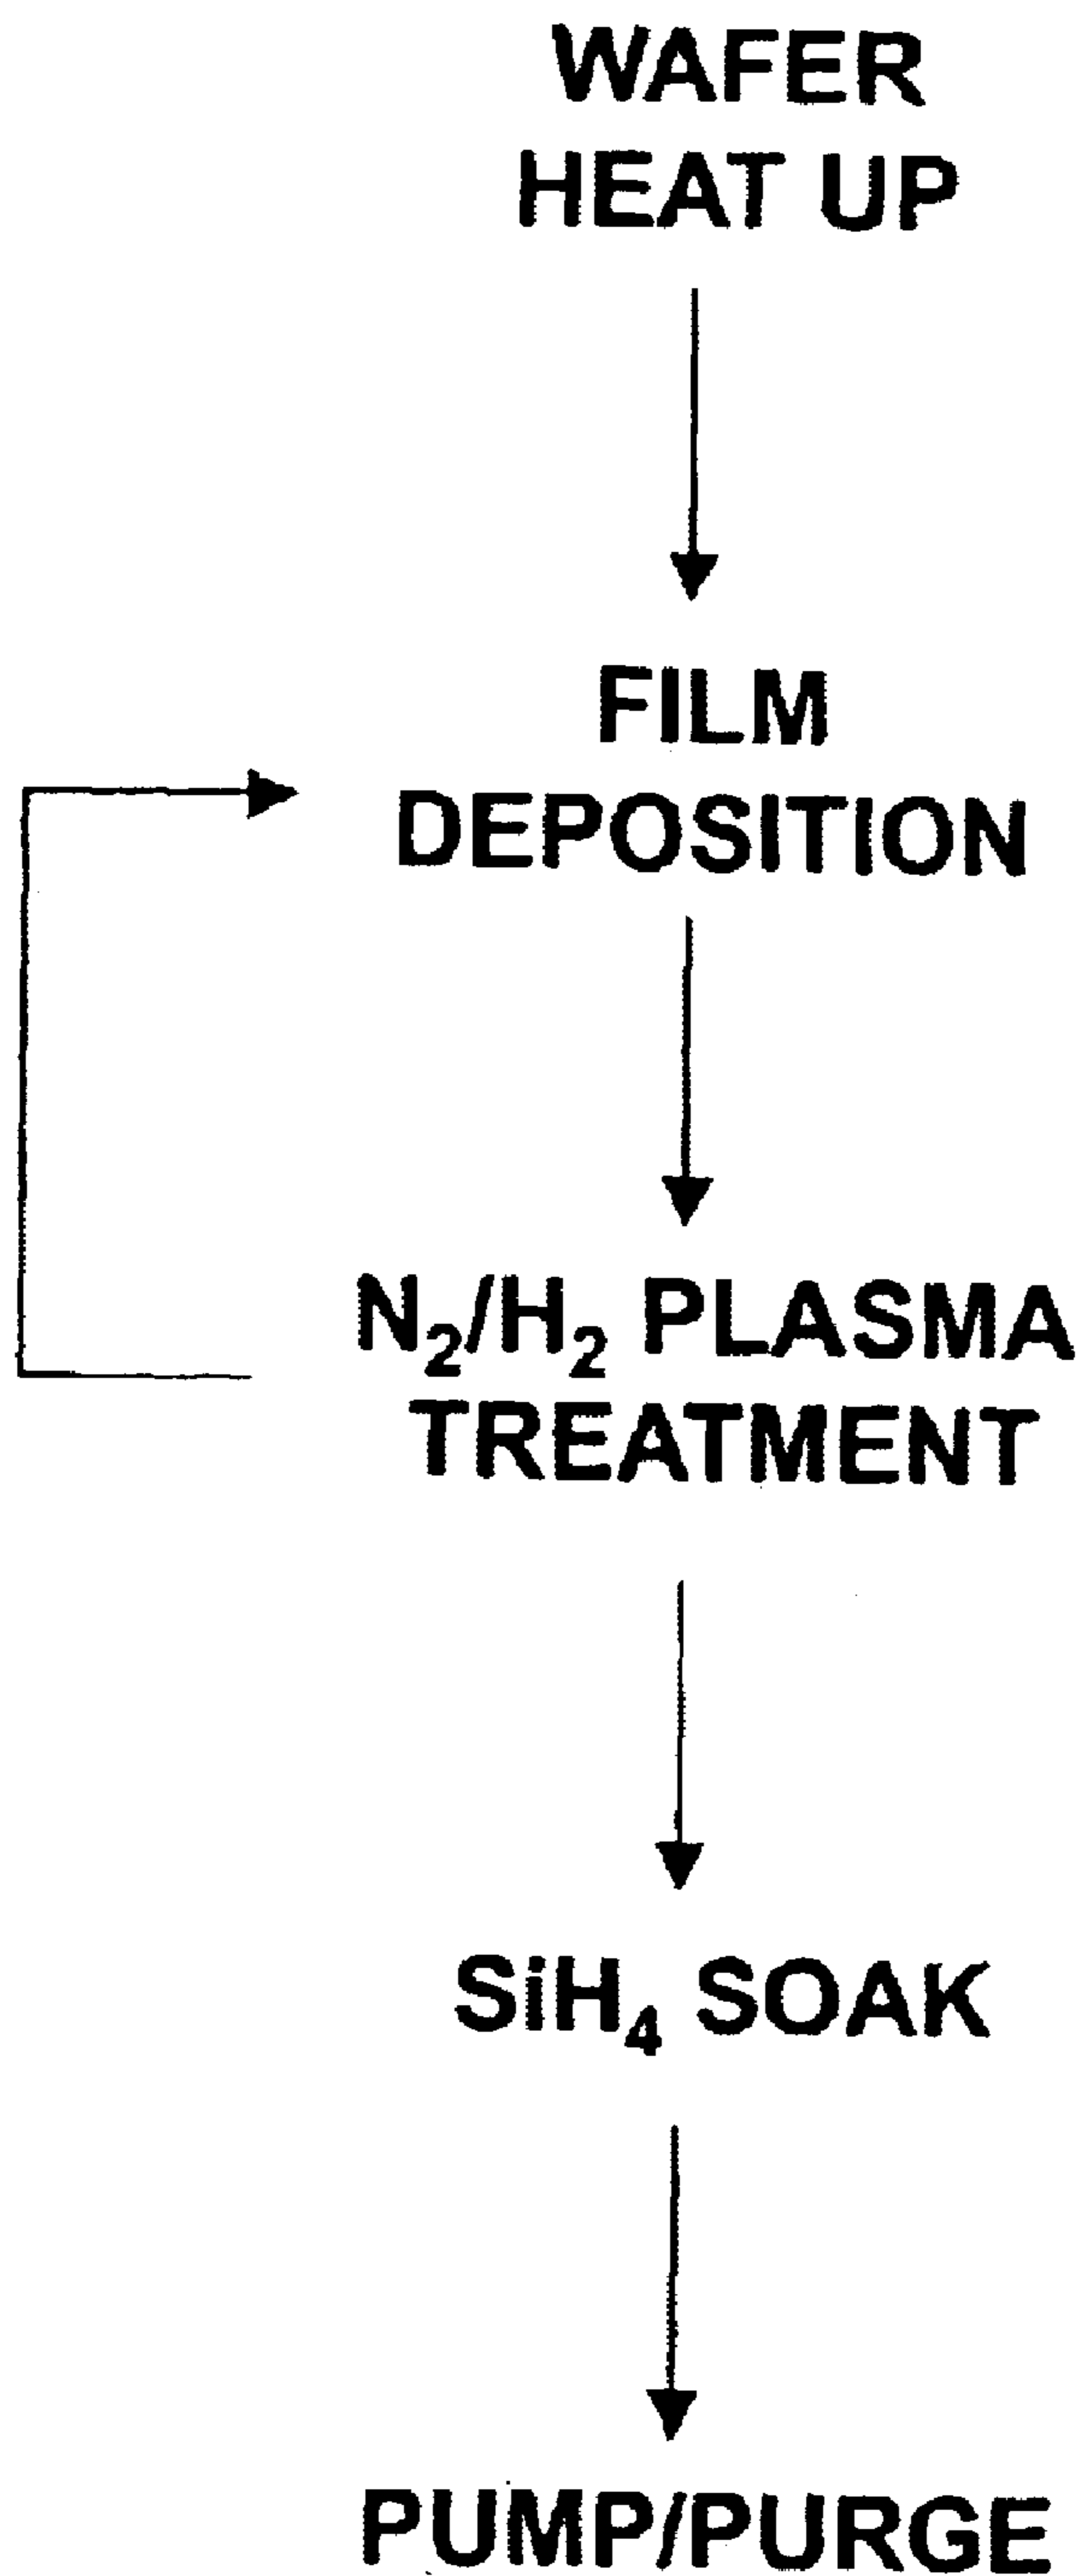 WAFER
HEAT UP
FILM
DEPOSITION
N₂/H₂ PLASMA
TREATMENT
SiH₄ SOAK
PUMP/PURGE